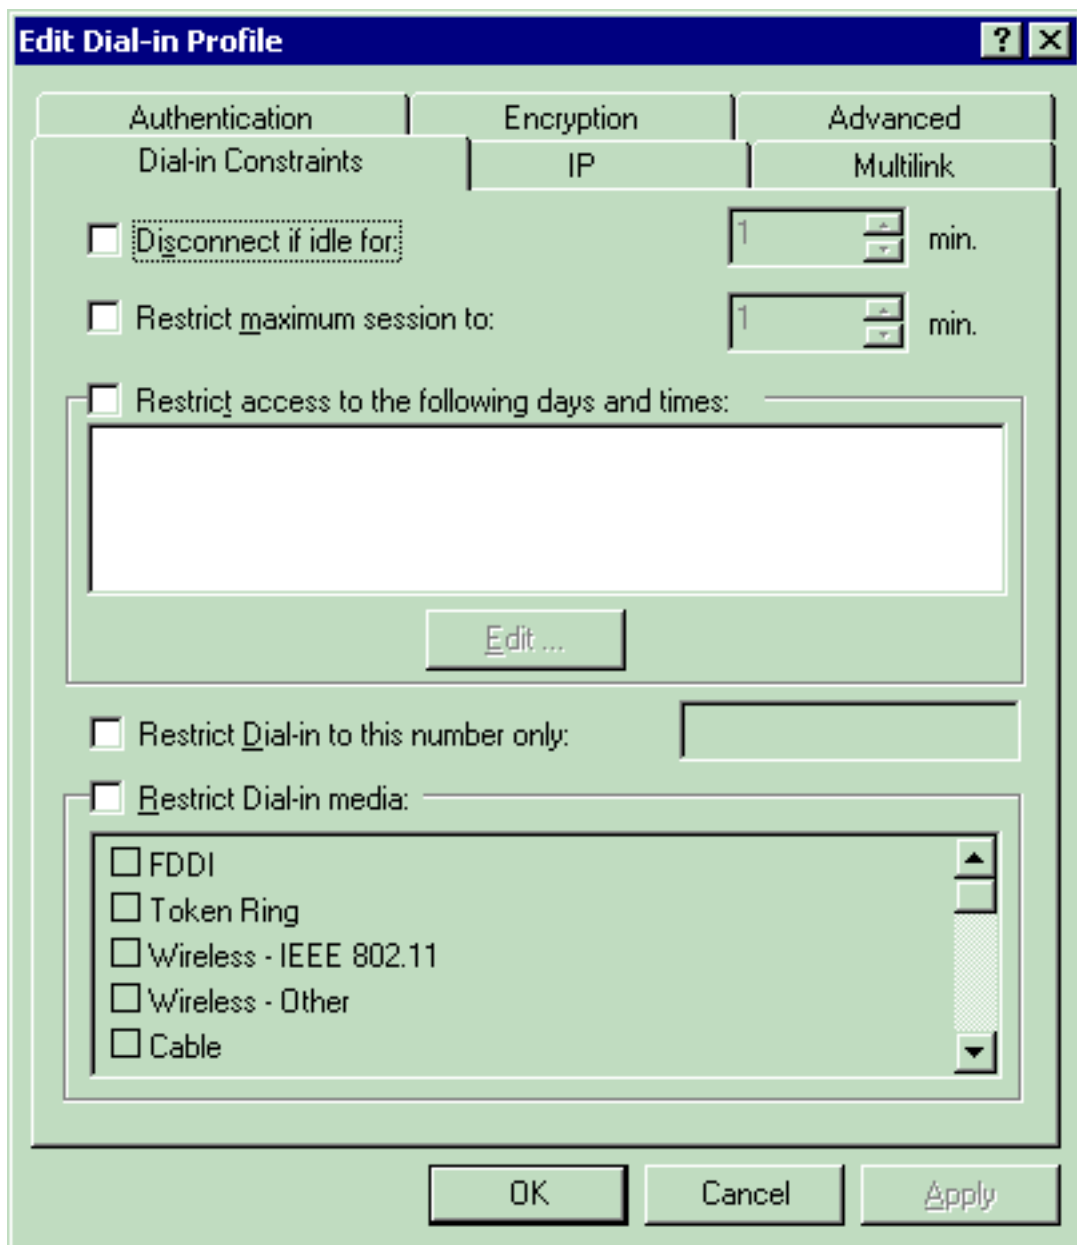 Edit Dial-in Profile
Authentication Encryption Advanced
Dial-in Constraints IP Multilink
Disconnect if idle for: 1 min.
Restrict maximum session to: 1 min.
Restrict access to the following days and times:
Edit ...
Restrict Dial-in to this number only:
Restrict Dial-in media:
FDDI
Token Ring
Wireless - IEEE 802.11
Wireless - Other
Cable
OK Cancel Apply